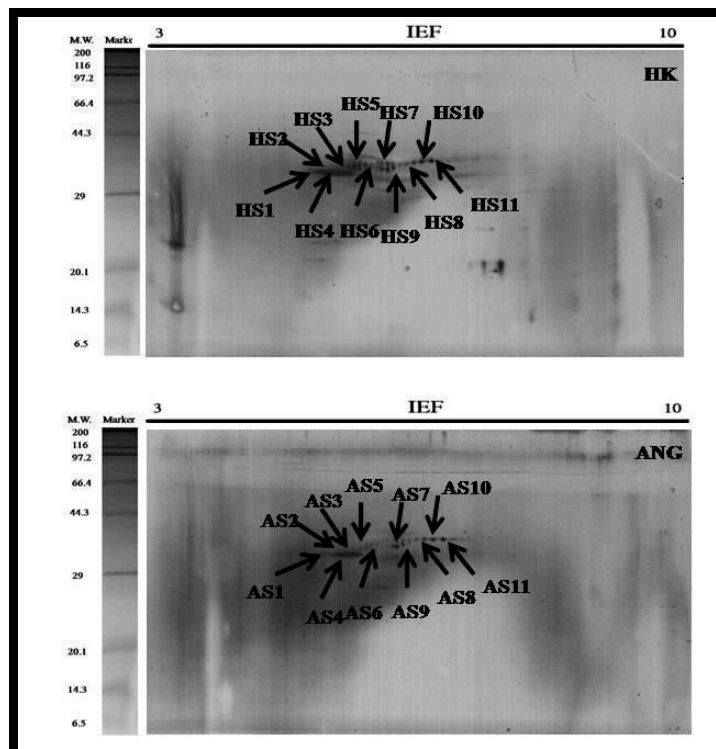 M.W. Marke 3 IEF 10
200
116
97.2
66.4
44.3
29
20.1
14.3
6.5
HK
HS5 HS7 HS10
HS3
HS2
HS1 HS4 HS6 HS9 HS8 HS11
M.W. Marker 3 IEF 10
200
116
97.2
66.4
44.3
29
20.1
14.3
6.5
ANG
AS5 AS7 AS10
AS3
AS2
AS1 AS4 AS6 AS9 AS8 AS11